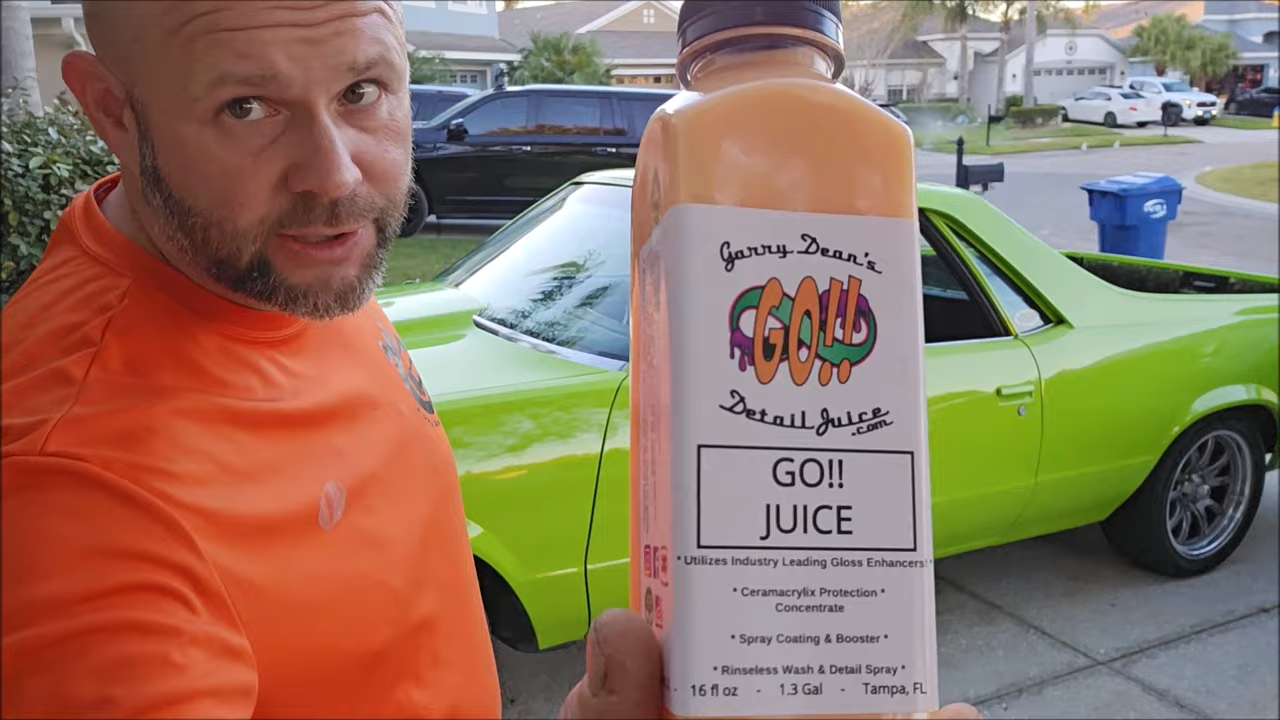 Garry Dean's
GO!!
Detail Juice
.com
GO!!
JUICE
* Utilizes Industry Leading Gloss Enhancers!*
* Ceramacrylix Protection *
Concentrate
* Spray Coating & Booster *
* Rinseless Wash & Detail Spray *
- 16 fl oz - 1.3 Gal - Tampa, FL